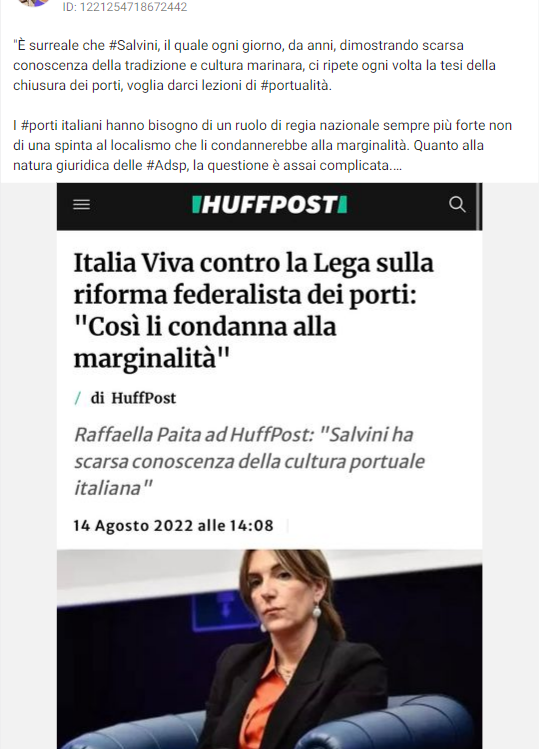 ID: 1221254718672442
"È surreale che #Salvini, il quale ogni giorno, da anni, dimostrando scarsa
conoscenza della tradizione e cultura marinara, ci ripete ogni volta la tesi della
chiusura dei porti, voglia darci lezioni di #portualità.
I #porti italiani hanno bisogno di un ruolo di regia nazionale sempre più forte non
di una spinta al localismo che li condannerebbe alla marginalità. Quanto alla
natura giuridica delle #Adsp, la questione è assai complicata....
HUFFPOST
Italia Viva contro la Lega sulla
riforma federalista dei porti:
"Così li condanna alla
marginalità"
/ di HuffPost
Raffaella Paita ad HuffPost: "Salvini ha
scarsa conoscenza della cultura portuale
italiana"
14 Agosto 2022 alle 14:08